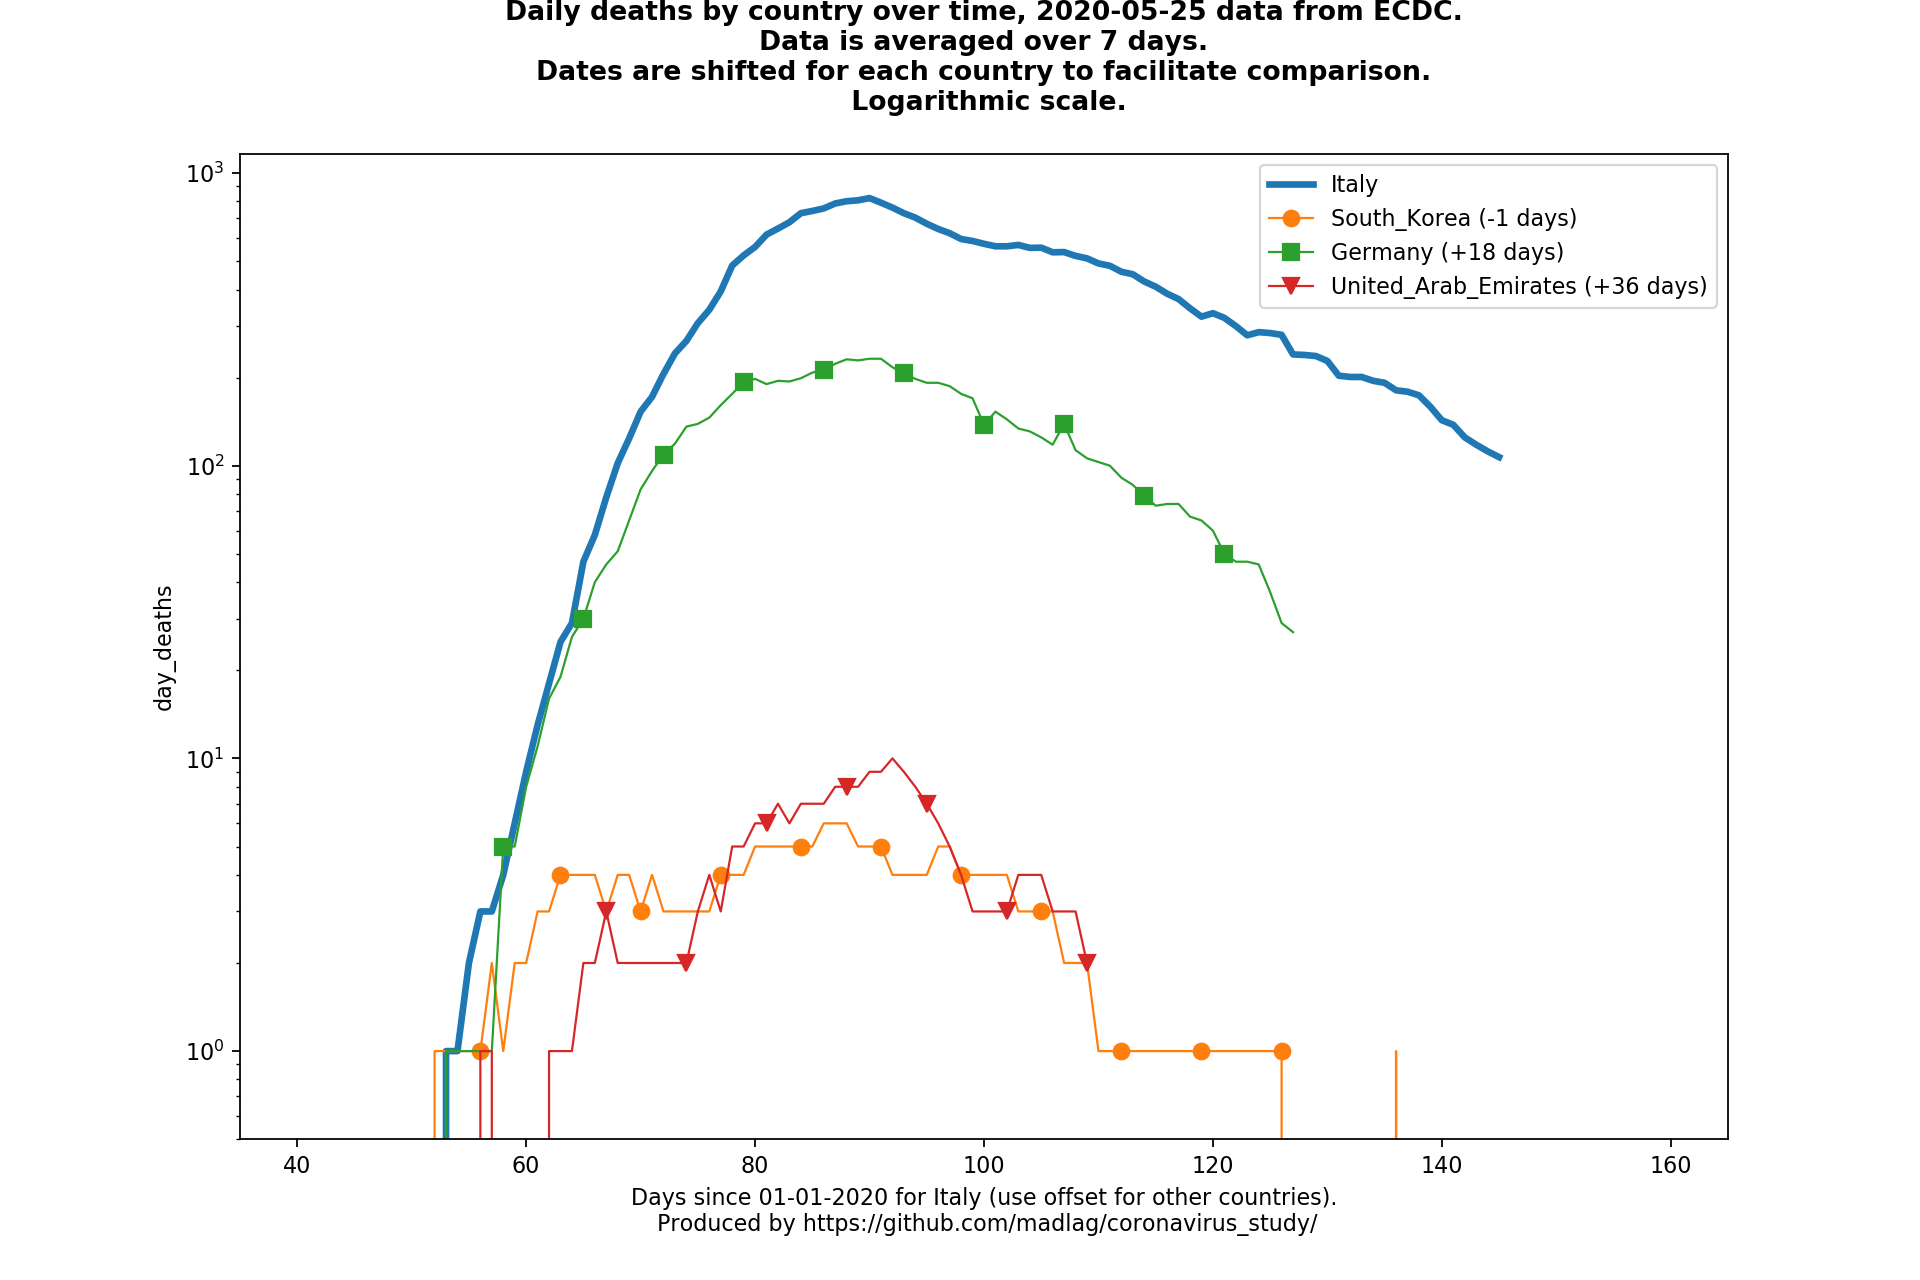 Daily deaths by country over time, 2020-05-25 data from ECDC.
Data is averaged over 7 days.
Dates are shifted for each country to facilitate comparison.
Logarithmic scale.
10³
10²
10¹
10⁰
day_deaths
Italy
South_Korea (-1 days)
Germany (+18 days)
United_Arab_Emirates (+36 days)
40 60 80 100 120 140 160
Days since 01-01-2020 for Italy (use offset for other countries).
Produced by https://github.com/madlag/coronavirus_study/